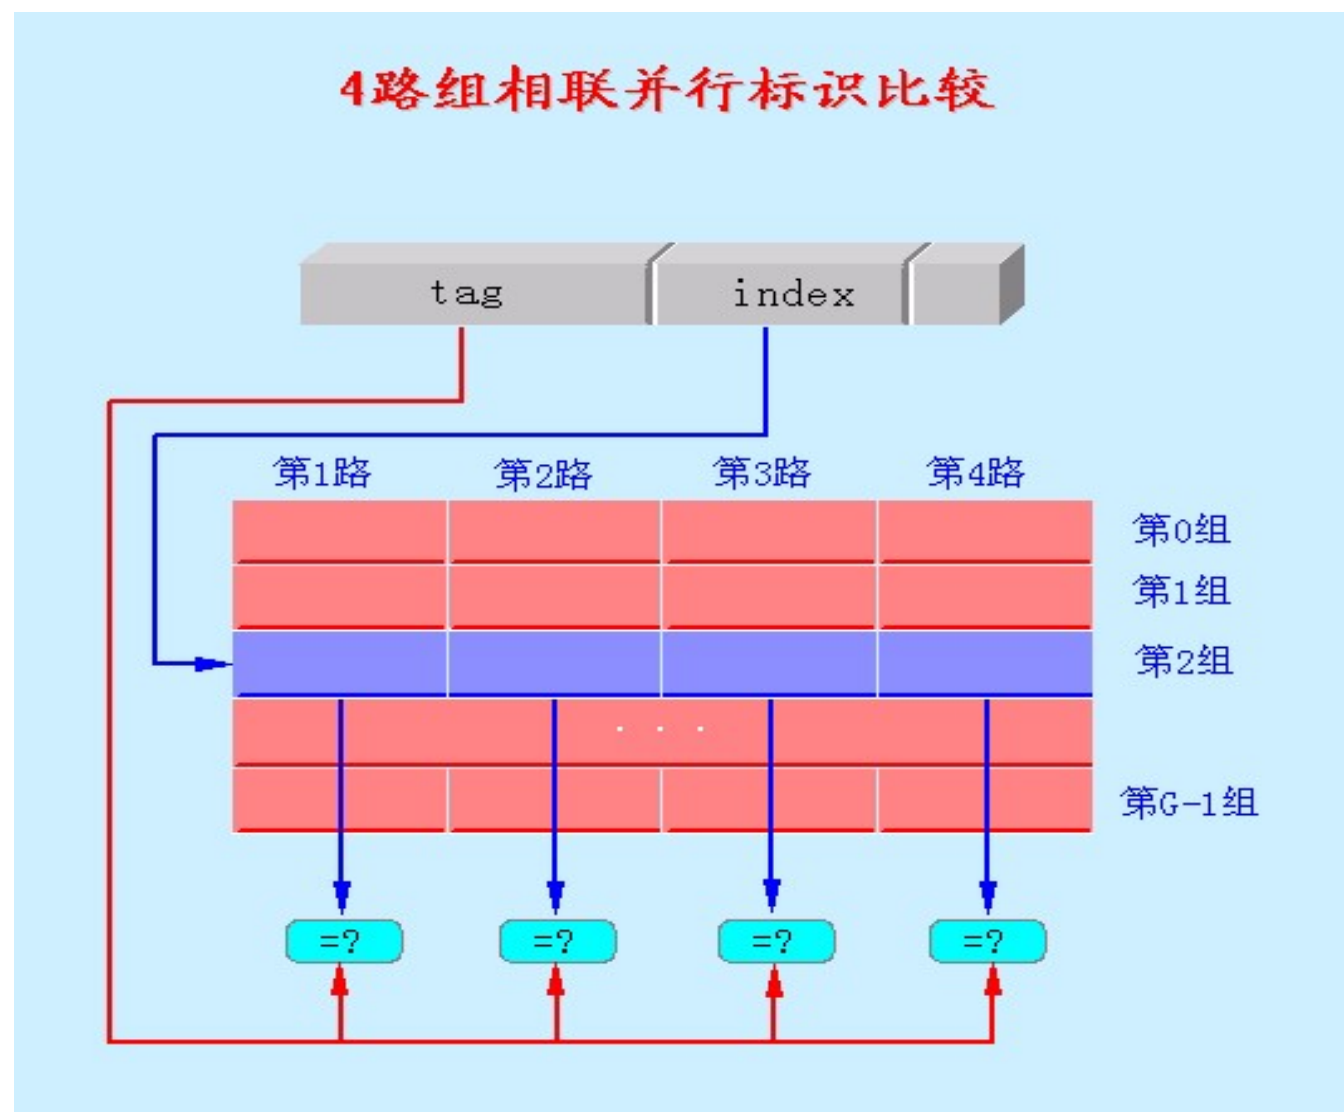 4路组相联并行标识比较
tag index
第1路 第2路 第3路 第4路
第0组
第1组
第2组
. . .
第G-1组
=? =? =? =?